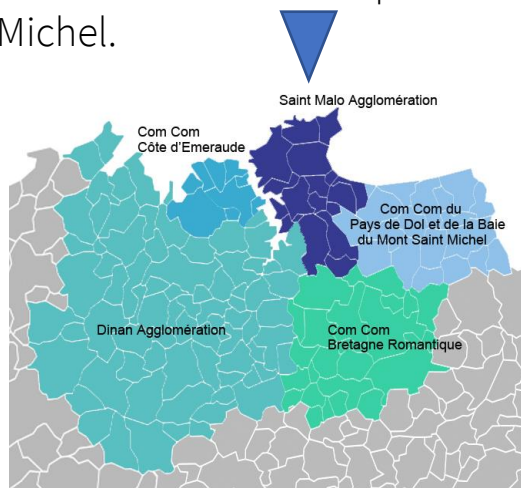 Michel.
Saint Malo Agglomération
Com Com
Côte d'Emeraude
Com Com du
Pays de Dol et de la Baie
du Mont Saint Michel
Dinan Agglomération
Com Com
Bretagne Romantique